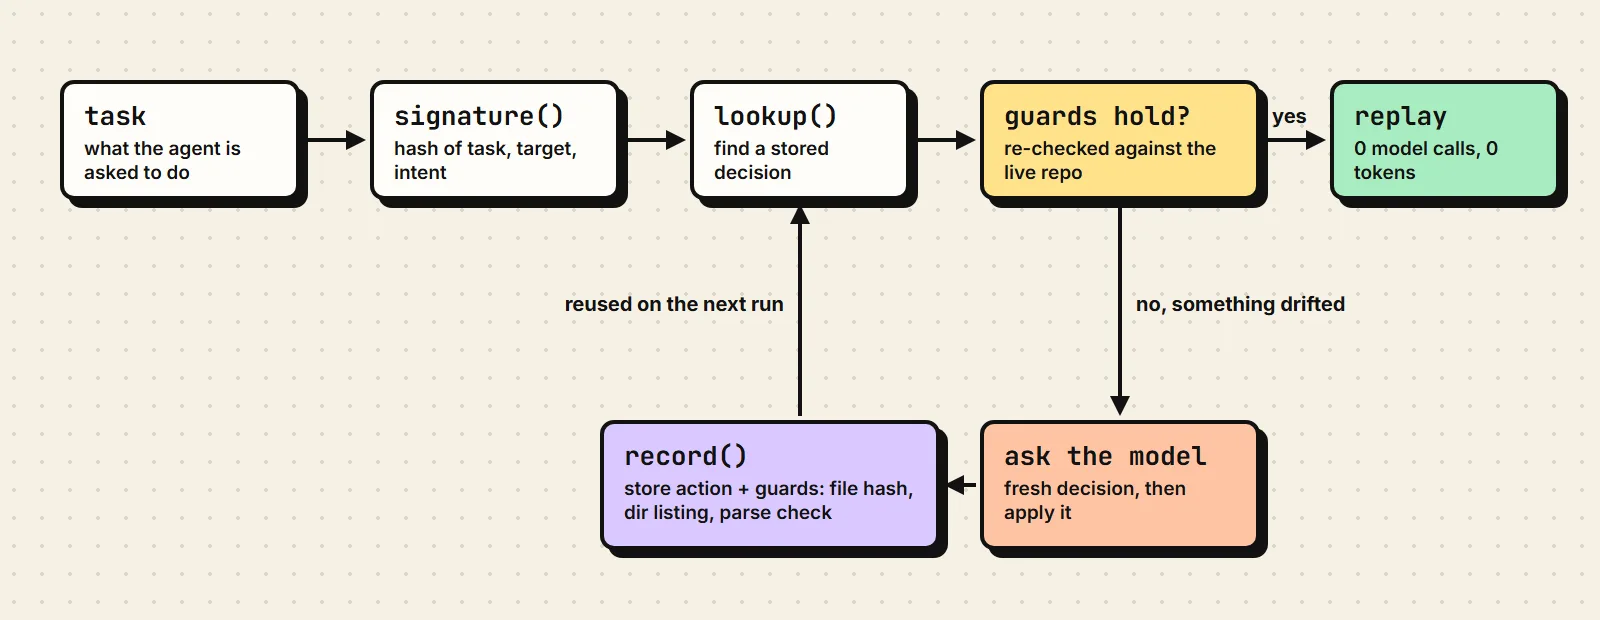 task
what the agent is
asked to do
signature()
hash of task, target,
intent
lookup()
find a stored
decision
guards hold?
re-checked against the
live repo
yes
replay
0 model calls, 0
tokens
reused on the next run
no, something drifted
record()
store action + guards: file hash,
dir listing, parse check
ask the model
fresh decision, then
apply it